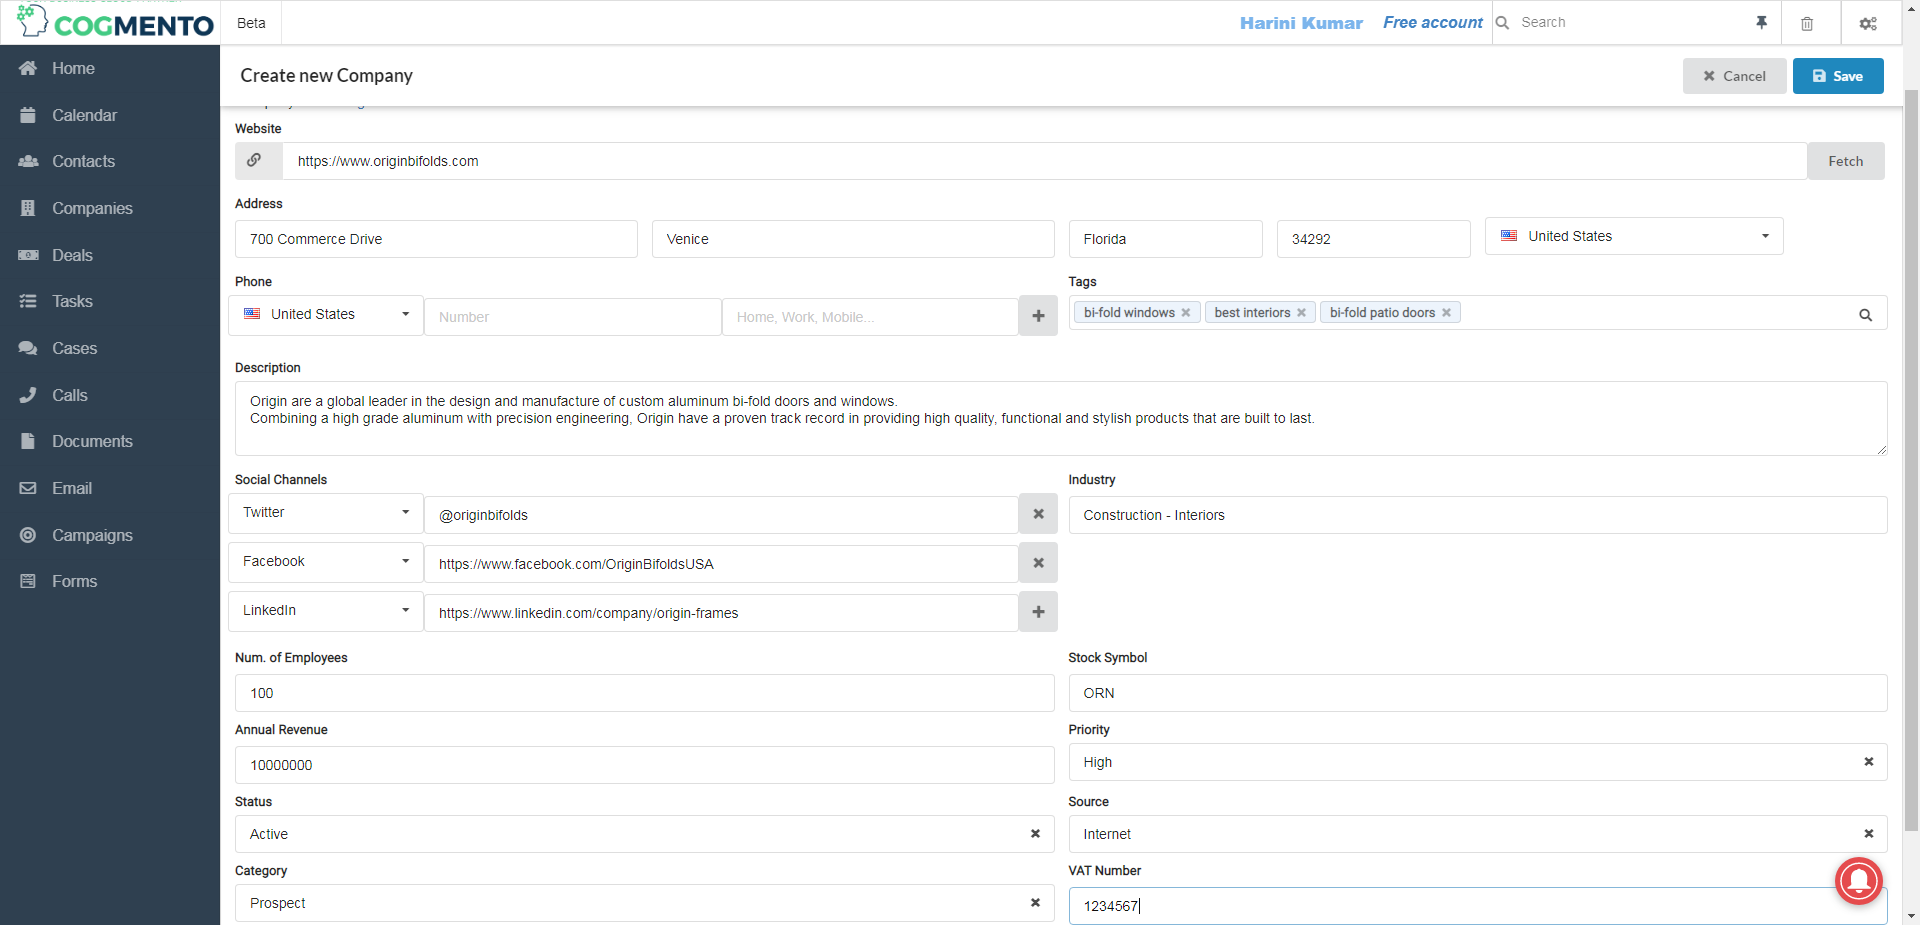 COGMENTO
Beta
Harini Kumar
Free account
Search
Create new Company
Cancel
Save
Home
Calendar
Contacts
Companies
Deals
Tasks
Cases
Calls
Documents
Email
Campaigns
Forms
Website
https://www.originbifolds.com
Fetch
Address
700 Commerce Drive
Venice
Florida
34292
United States
Phone
Tags
United States
Number
Home, Work, Mobile...
bi-fold windows
best interiors
bi-fold patio doors
Description
Origin are a global leader in the design and manufacture of custom aluminum bi-fold doors and windows.
Combining a high grade aluminum with precision engineering, Origin have a proven track record in providing high quality, functional and stylish products that are built to last.
Social Channels
Industry
Twitter
@originbifolds
Construction - Interiors
Facebook
https://www.facebook.com/OriginBifoldsUSA
LinkedIn
https://www.linkedin.com/company/origin-frames
Num. of Employees
Stock Symbol
100
ORN
Annual Revenue
Priority
10000000
High
Status
Source
Active
Internet
Category
VAT Number
Prospect
1234567